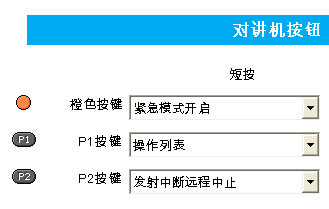 对讲机按钮
短按
橙色按键 紧急模式开启
P1 P1按键 操作列表
P2 P2按键 发射中断远程中止